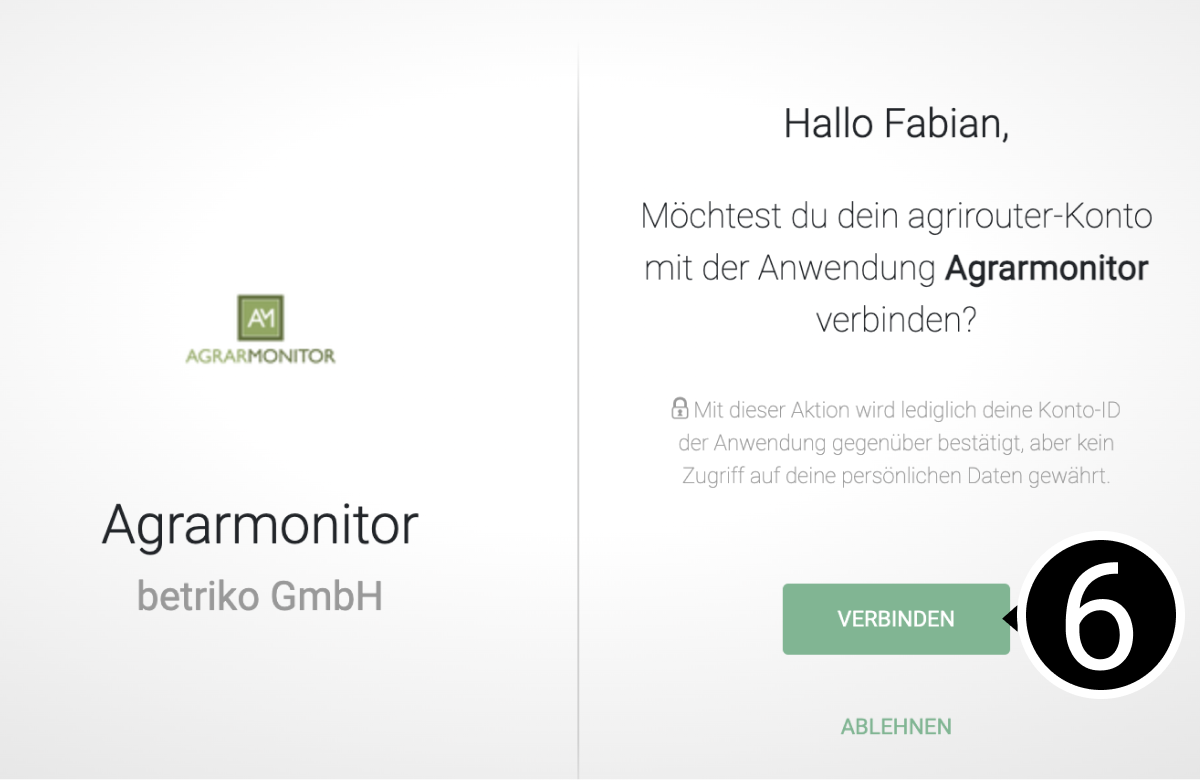 AM
AGRARMONITOR
Agrarmonitor
betriko GmbH
Hallo Fabian,
Möchtest du dein agrirouter-Konto
mit der Anwendung Agrarmonitor
verbinden?
Mit dieser Aktion wird lediglich deine Konto-ID
der Anwendung gegenüber bestätigt, aber kein
Zugriff auf deine persönlichen Daten gewährt.
VERBINDEN
6
ABLEHNEN